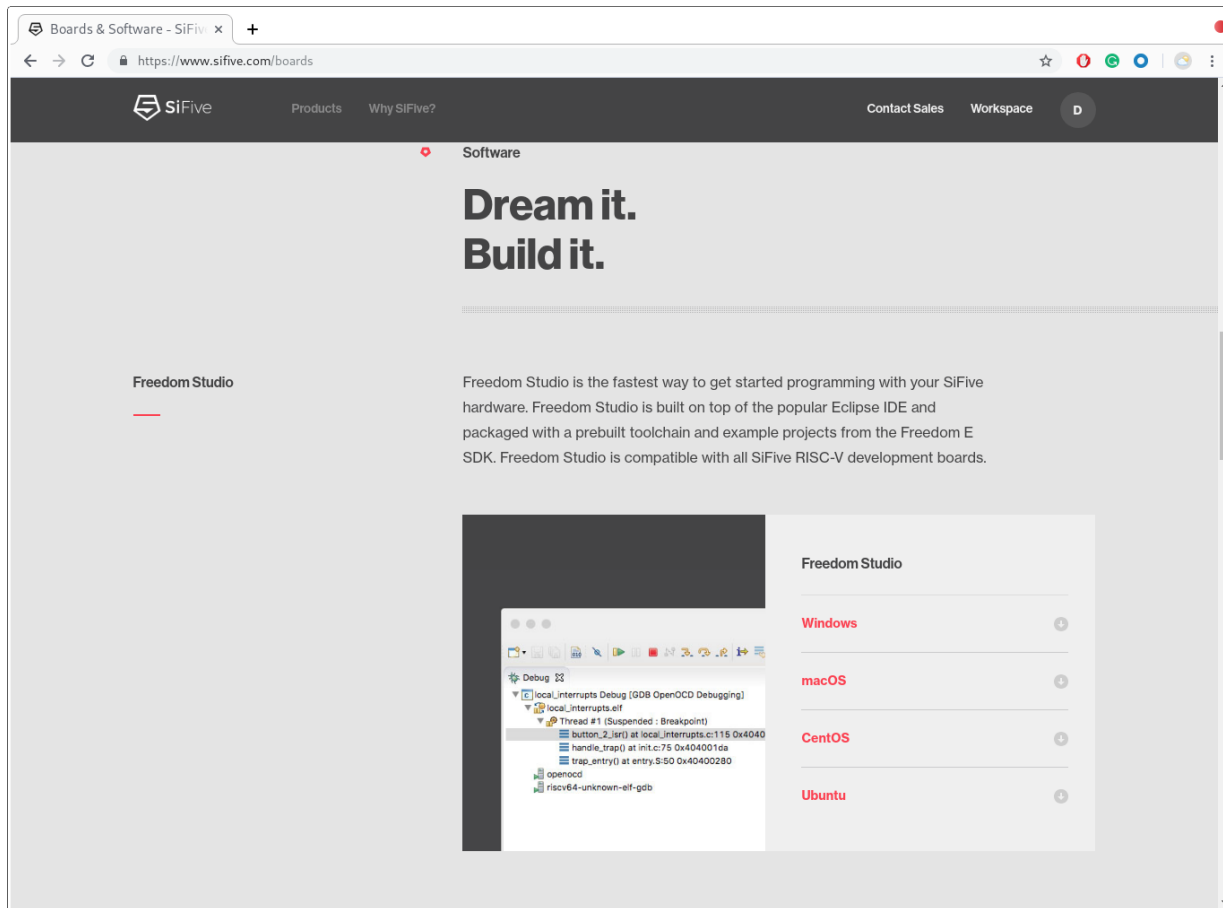 Boards & Software - SiFiv
https://www.sifive.com/boards
SiFive
Products
Why SiFive?
Contact Sales
Workspace
D
Software
Dream it.
Build it.
Freedom Studio
Freedom Studio is the fastest way to get started programming with your SiFive
hardware. Freedom Studio is built on top of the popular Eclipse IDE and
packaged with a prebuilt toolchain and example projects from the Freedom E
SDK. Freedom Studio is compatible with all SiFive RISC-V development boards.
Debug
local_interrupts Debug [GDB OpenOCD Debugging]
local_interrupts.elf
Thread #1 (Suspended : Breakpoint)
button_2_isr() at local_interrupts.c:115 0x4040
handle_trap() at init.c:75 0x404001da
trap_entry() at entry.S:50 0x40400280
openocd
riscv64-unknown-elf-gdb
Freedom Studio
Windows
macOS
CentOS
Ubuntu